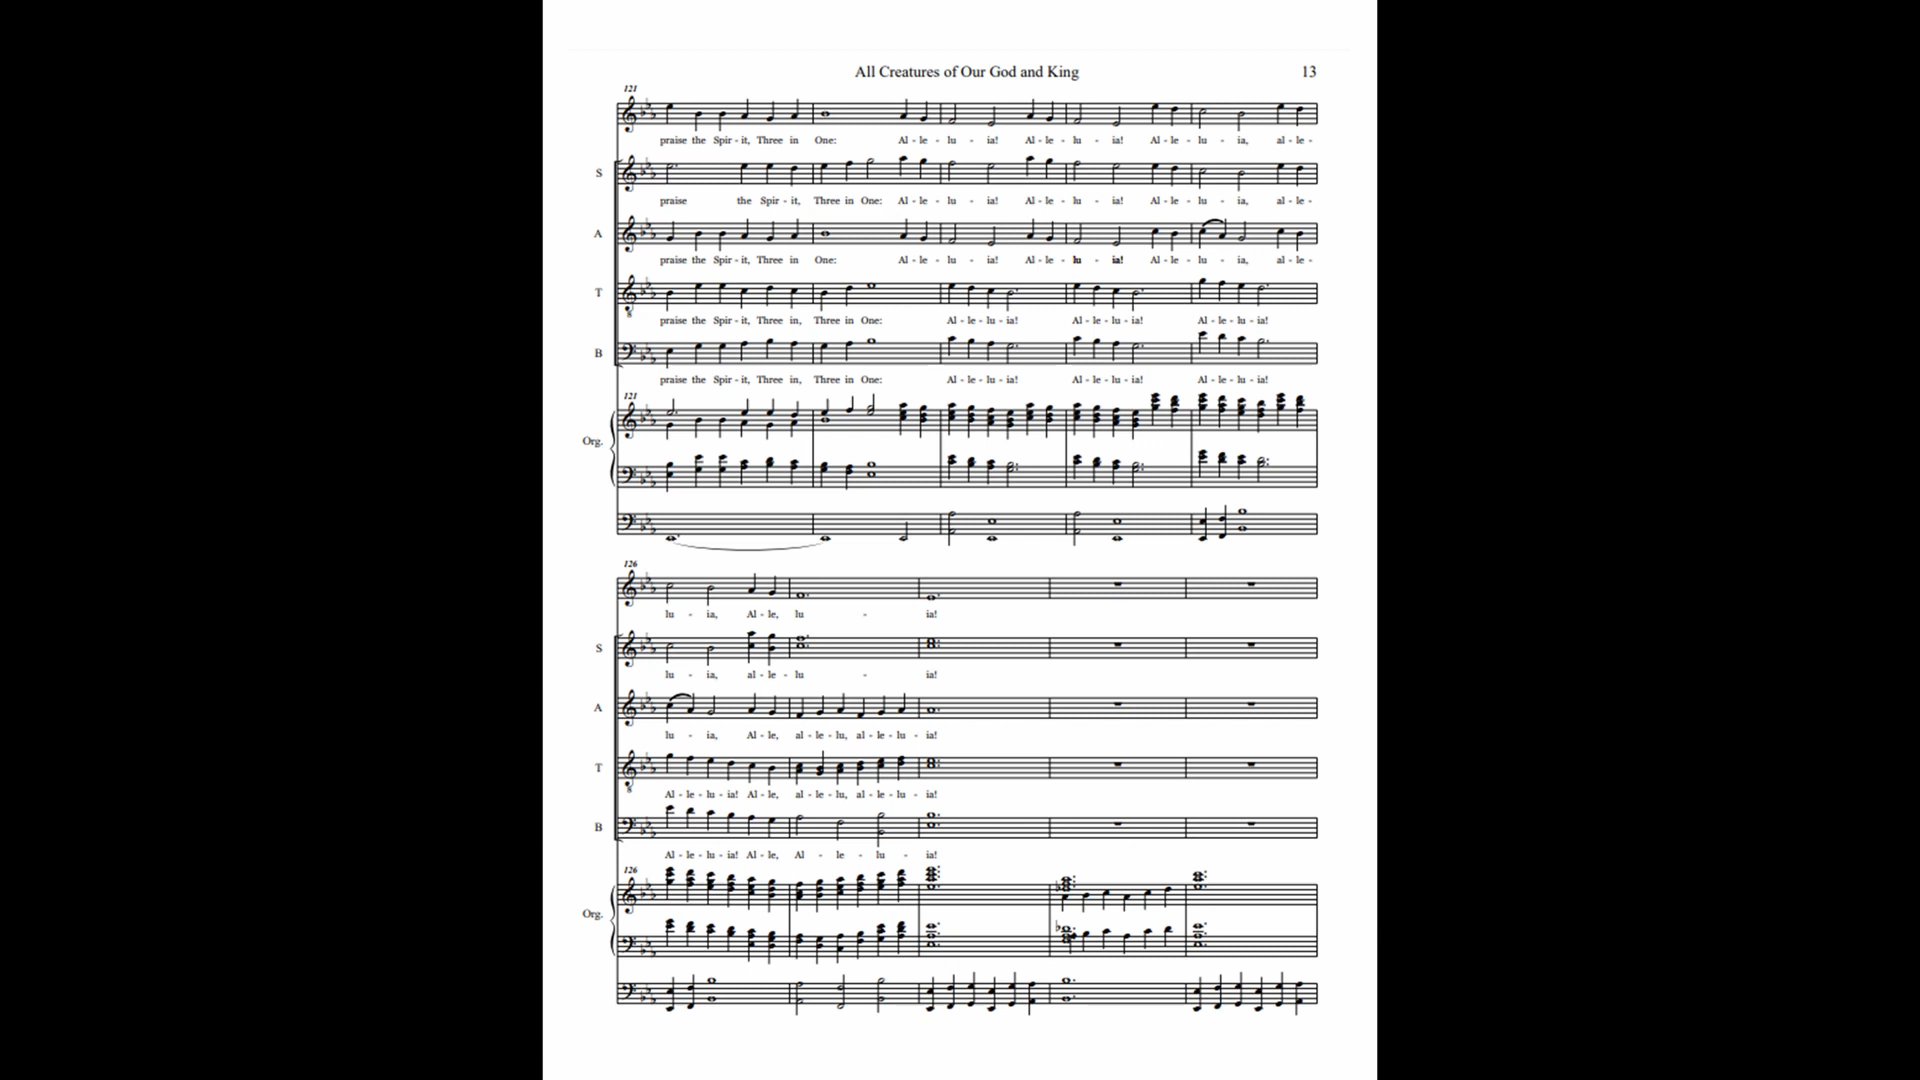 All Creatures of Our God and King
13
121
praise the Spir - it, Three in One: Al - le - lu - ia! Al - le - lu - ia! Al - le - lu - ia, al - le -
S
praise the Spir - it, Three in One: Al - le - lu - ia! Al - le - lu - ia! Al - le - lu - ia, al - le -
A
praise the Spir - it, Three in One: Al - le - lu - ia! Al - le - lu - ia! Al - le - lu - ia, al - le -
T
8
praise the Spir - it, Three in, Three in One: Al - le - lu - ia! Al - le - lu - ia! Al - le - lu - ia!
B
praise the Spir - it, Three in, Three in One: Al - le - lu - ia! Al - le - lu - ia! Al - le - lu - ia!
121
Org.
126
lu - ia, Al - le, lu - ia!
S
lu - ia, al - le - lu - ia!
A
lu - ia, Al - le, al - le - lu, al - le - lu - ia!
T
8
Al - le - lu - ia! Al - le, al - le - lu, al - le - lu - ia!
B
Al - le - lu - ia! Al - le, Al - le - lu - ia!
126
Org.